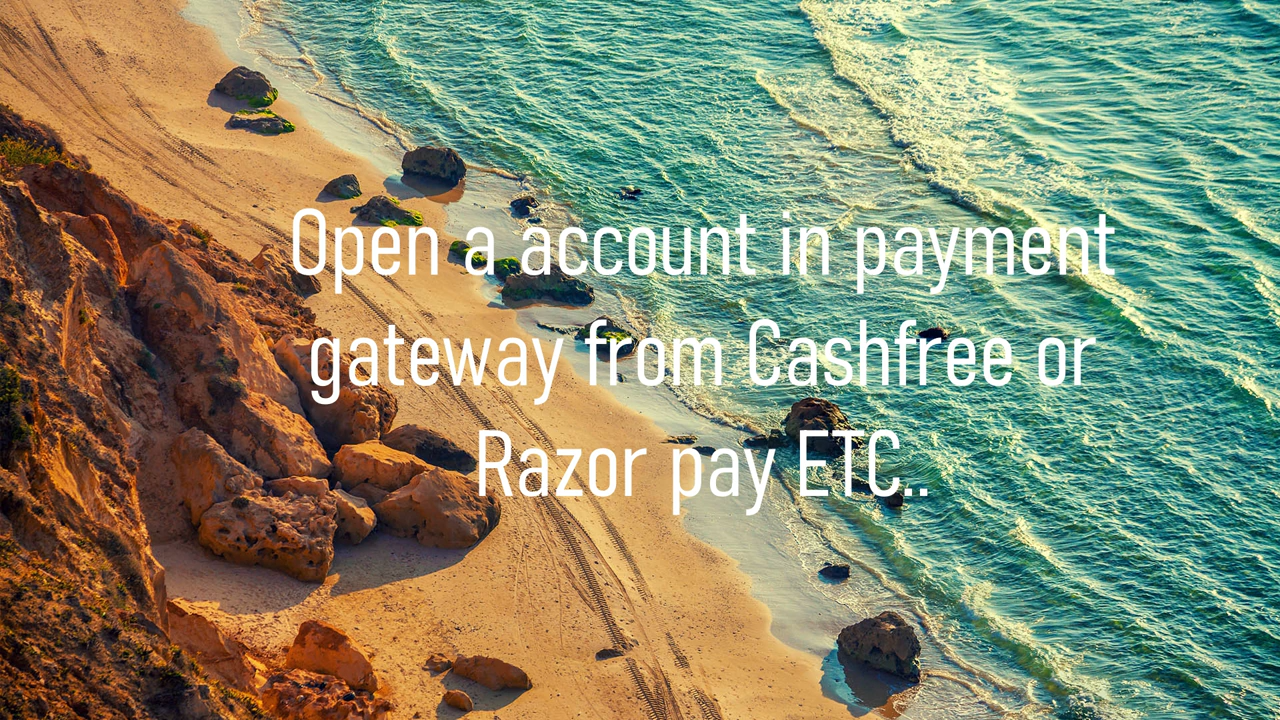 Open a account in payment
gateway from Cashfree or
Razor pay ETC..